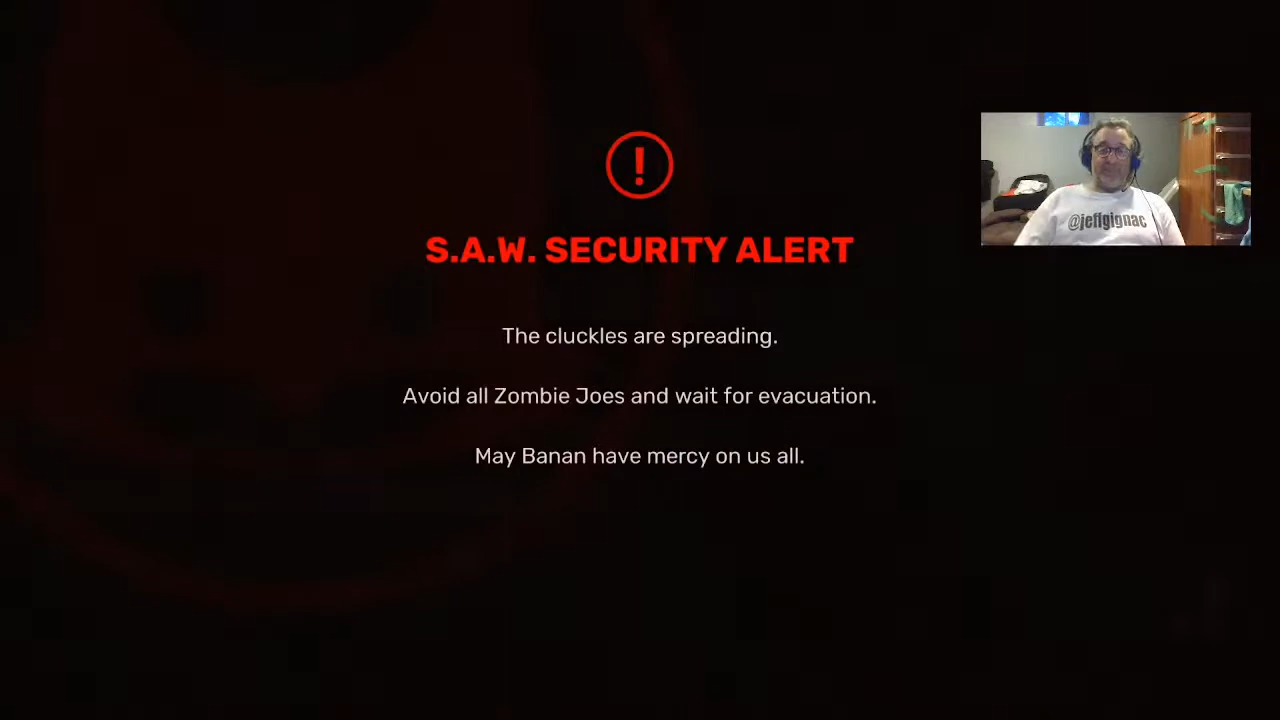 S.A.W. SECURITY ALERT
@jeffgignac
The cluckles are spreading.
Avoid all Zombie Joes and wait for evacuation.
May Banan have mercy on us all.